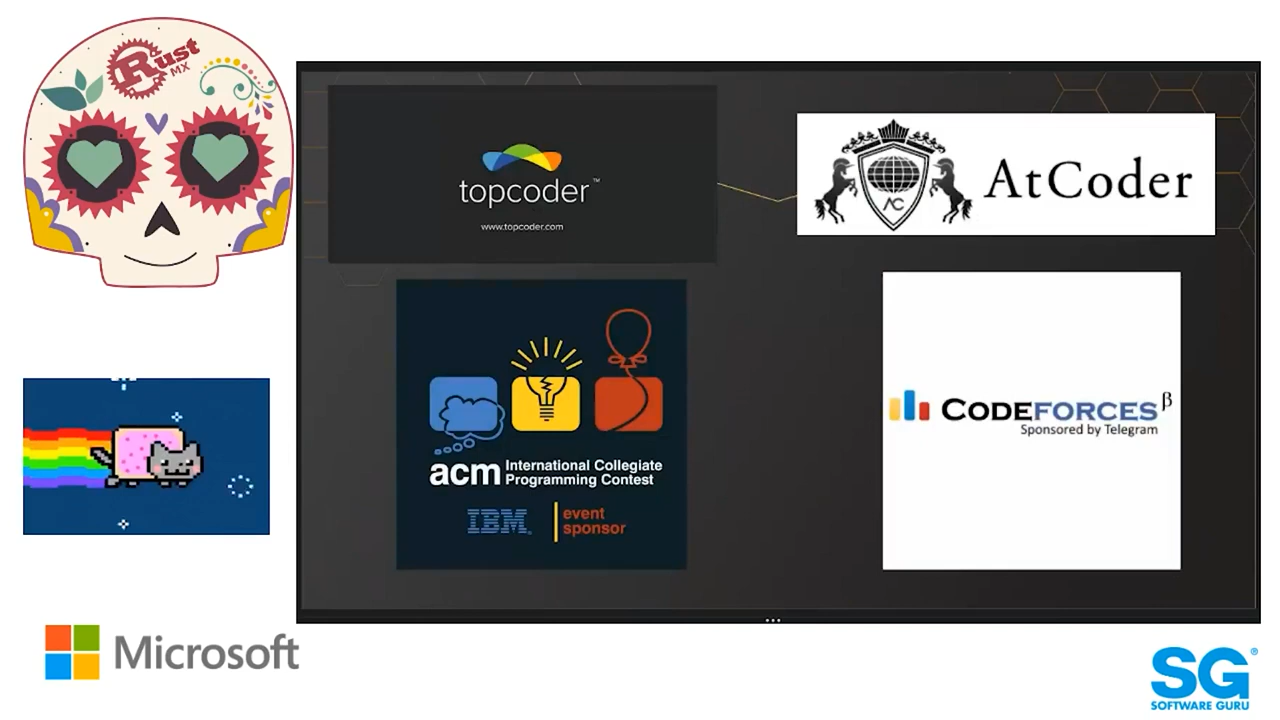 Rust
MX
topcoder™
www.topcoder.com
AC
AtCoder
acm International Collegiate
Programming Contest
IBM®
event
sponsor
CODEFORCES β
Sponsored by Telegram
Microsoft
SG®
SOFTWARE GURU